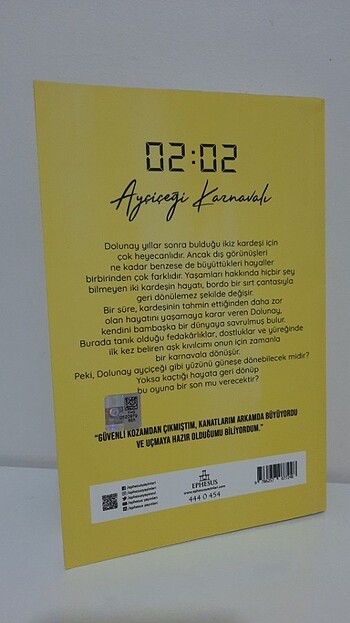 02:02
Ayçiçeği Karnavalı
Dolunay yıllar sonra bulduğu ikiz kardeşi için
çok heyecanlıdır. Ancak dış görünüşleri
ne kadar benzese de büyüttükleri hayaller
birbirinden çok farklıdır. Yaşamları hakkında hiçbir şey
bilmeyen iki kardeşin hayatı, bordo bir sırt çantasıyla
geri dönülemez şekilde değişir.
Bir süre, kardeşinin tahmin ettiğinden daha zor
olan hayatını yaşamaya karar veren Dolunay,
kendini bambaşka bir dünyaya savrulmuş bulur.
Burada tanık olduğu fedakârlıklar, dostluklar ve yüreğinde
ilk kez beliren aşk kıvılcımı onun için zamanla
bir karnavala dönüşür.
Peki, Dolunay ayçiçeği gibi yüzünü güneşe dönebilecek midir?
Yoksa kaçtığı hayata geri dönüp
bu oyuna bir son mu verecektir?
"GÜVENLİ KOZAMDAN ÇIKMIŞTIM, KANATLARIM ARKAMDA BÜYÜYORDU
VE UÇMAYA HAZIR OLDUĞUMU BİLİYORDUM."
EPHESUS
444 0 454